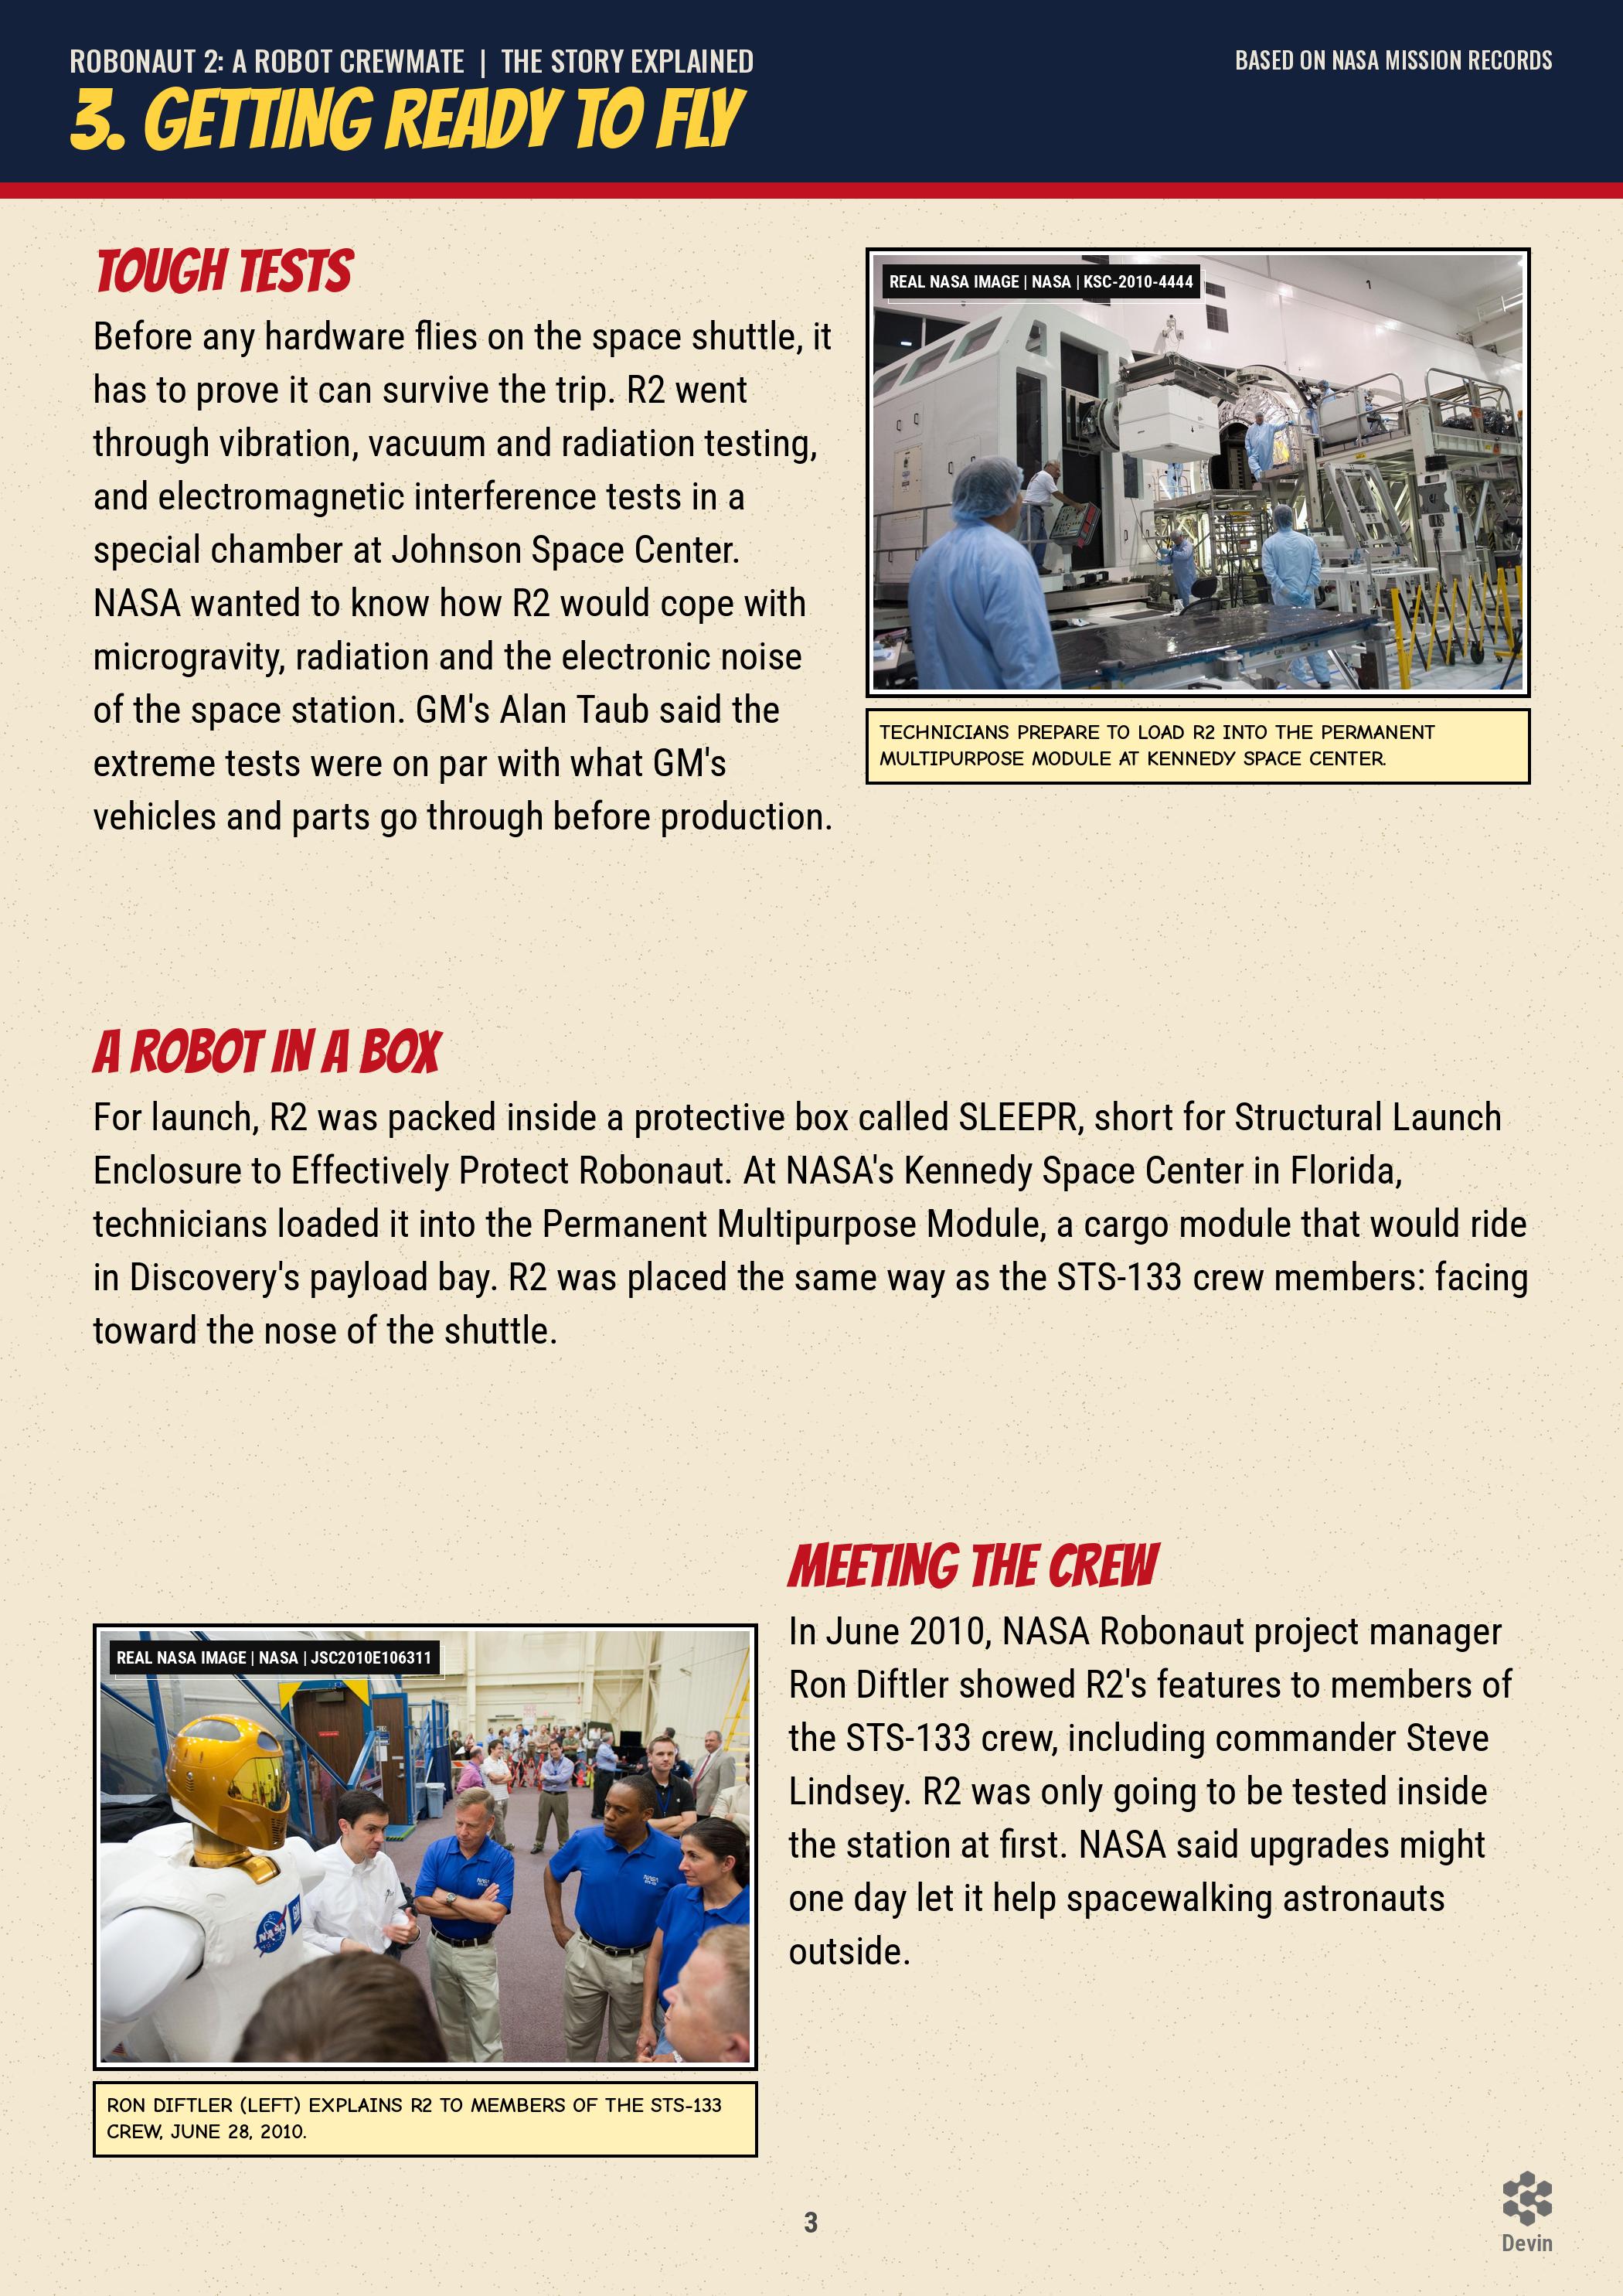 ROBONAUT 2: A ROBOT CREWMATE | THE STORY EXPLAINED
BASED ON NASA MISSION RECORDS
3. GETTING READY TO FLY
TOUGH TESTS
Before any hardware flies on the space shuttle, it
has to prove it can survive the trip. R2 went
through vibration, vacuum and radiation testing,
and electromagnetic interference tests in a
special chamber at Johnson Space Center.
NASA wanted to know how R2 would cope with
microgravity, radiation and the electronic noise
of the space station. GM's Alan Taub said the
extreme tests were on par with what GM's
vehicles and parts go through before production.
REAL NASA IMAGE | NASA | KSC-2010-4444
TECHNICIANS PREPARE TO LOAD R2 INTO THE PERMANENT
MULTIPURPOSE MODULE AT KENNEDY SPACE CENTER.
A ROBOT IN A BOX
For launch, R2 was packed inside a protective box called SLEEPR, short for Structural Launch
Enclosure to Effectively Protect Robonaut. At NASA's Kennedy Space Center in Florida,
technicians loaded it into the Permanent Multipurpose Module, a cargo module that would ride
in Discovery's payload bay. R2 was placed the same way as the STS-133 crew members: facing
toward the nose of the shuttle.
REAL NASA IMAGE | NASA | JSC2010E106311
NASA
RON DIFTLER (LEFT) EXPLAINS R2 TO MEMBERS OF THE STS-133
CREW, JUNE 28, 2010.
MEETING THE CREW
In June 2010, NASA Robonaut project manager
Ron Diftler showed R2's features to members of
the STS-133 crew, including commander Steve
Lindsey. R2 was only going to be tested inside
the station at first. NASA said upgrades might
one day let it help spacewalking astronauts
outside.
3
Devin